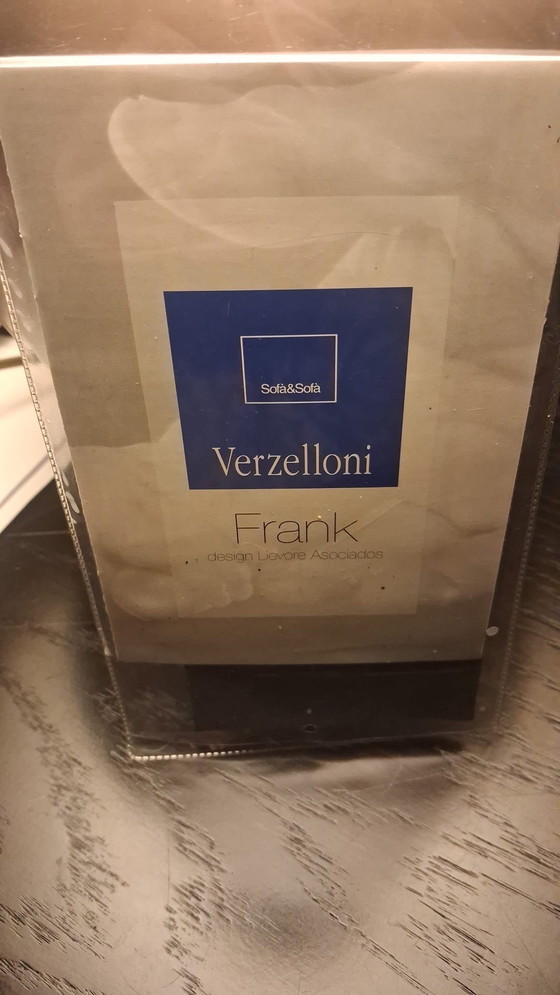 Sofà&Sofà
Verzelloni
Frank
design Lievore Asociados